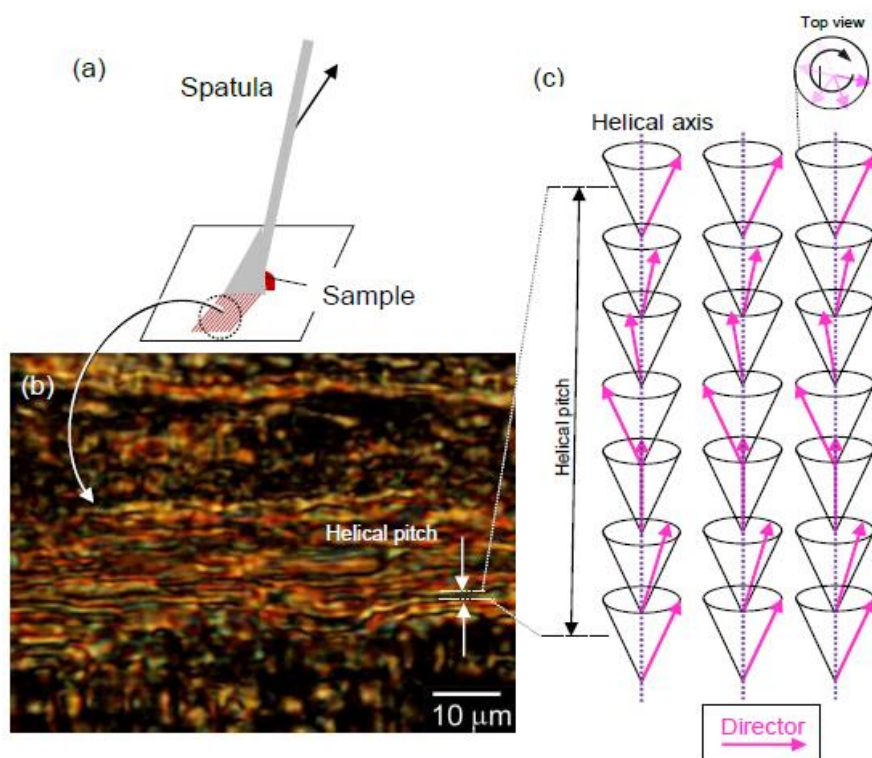 Top view
(a)
(c)
Spatula
Helical axis
Sample
(b)
Helical pitch
Helical pitch
10 μm
Director